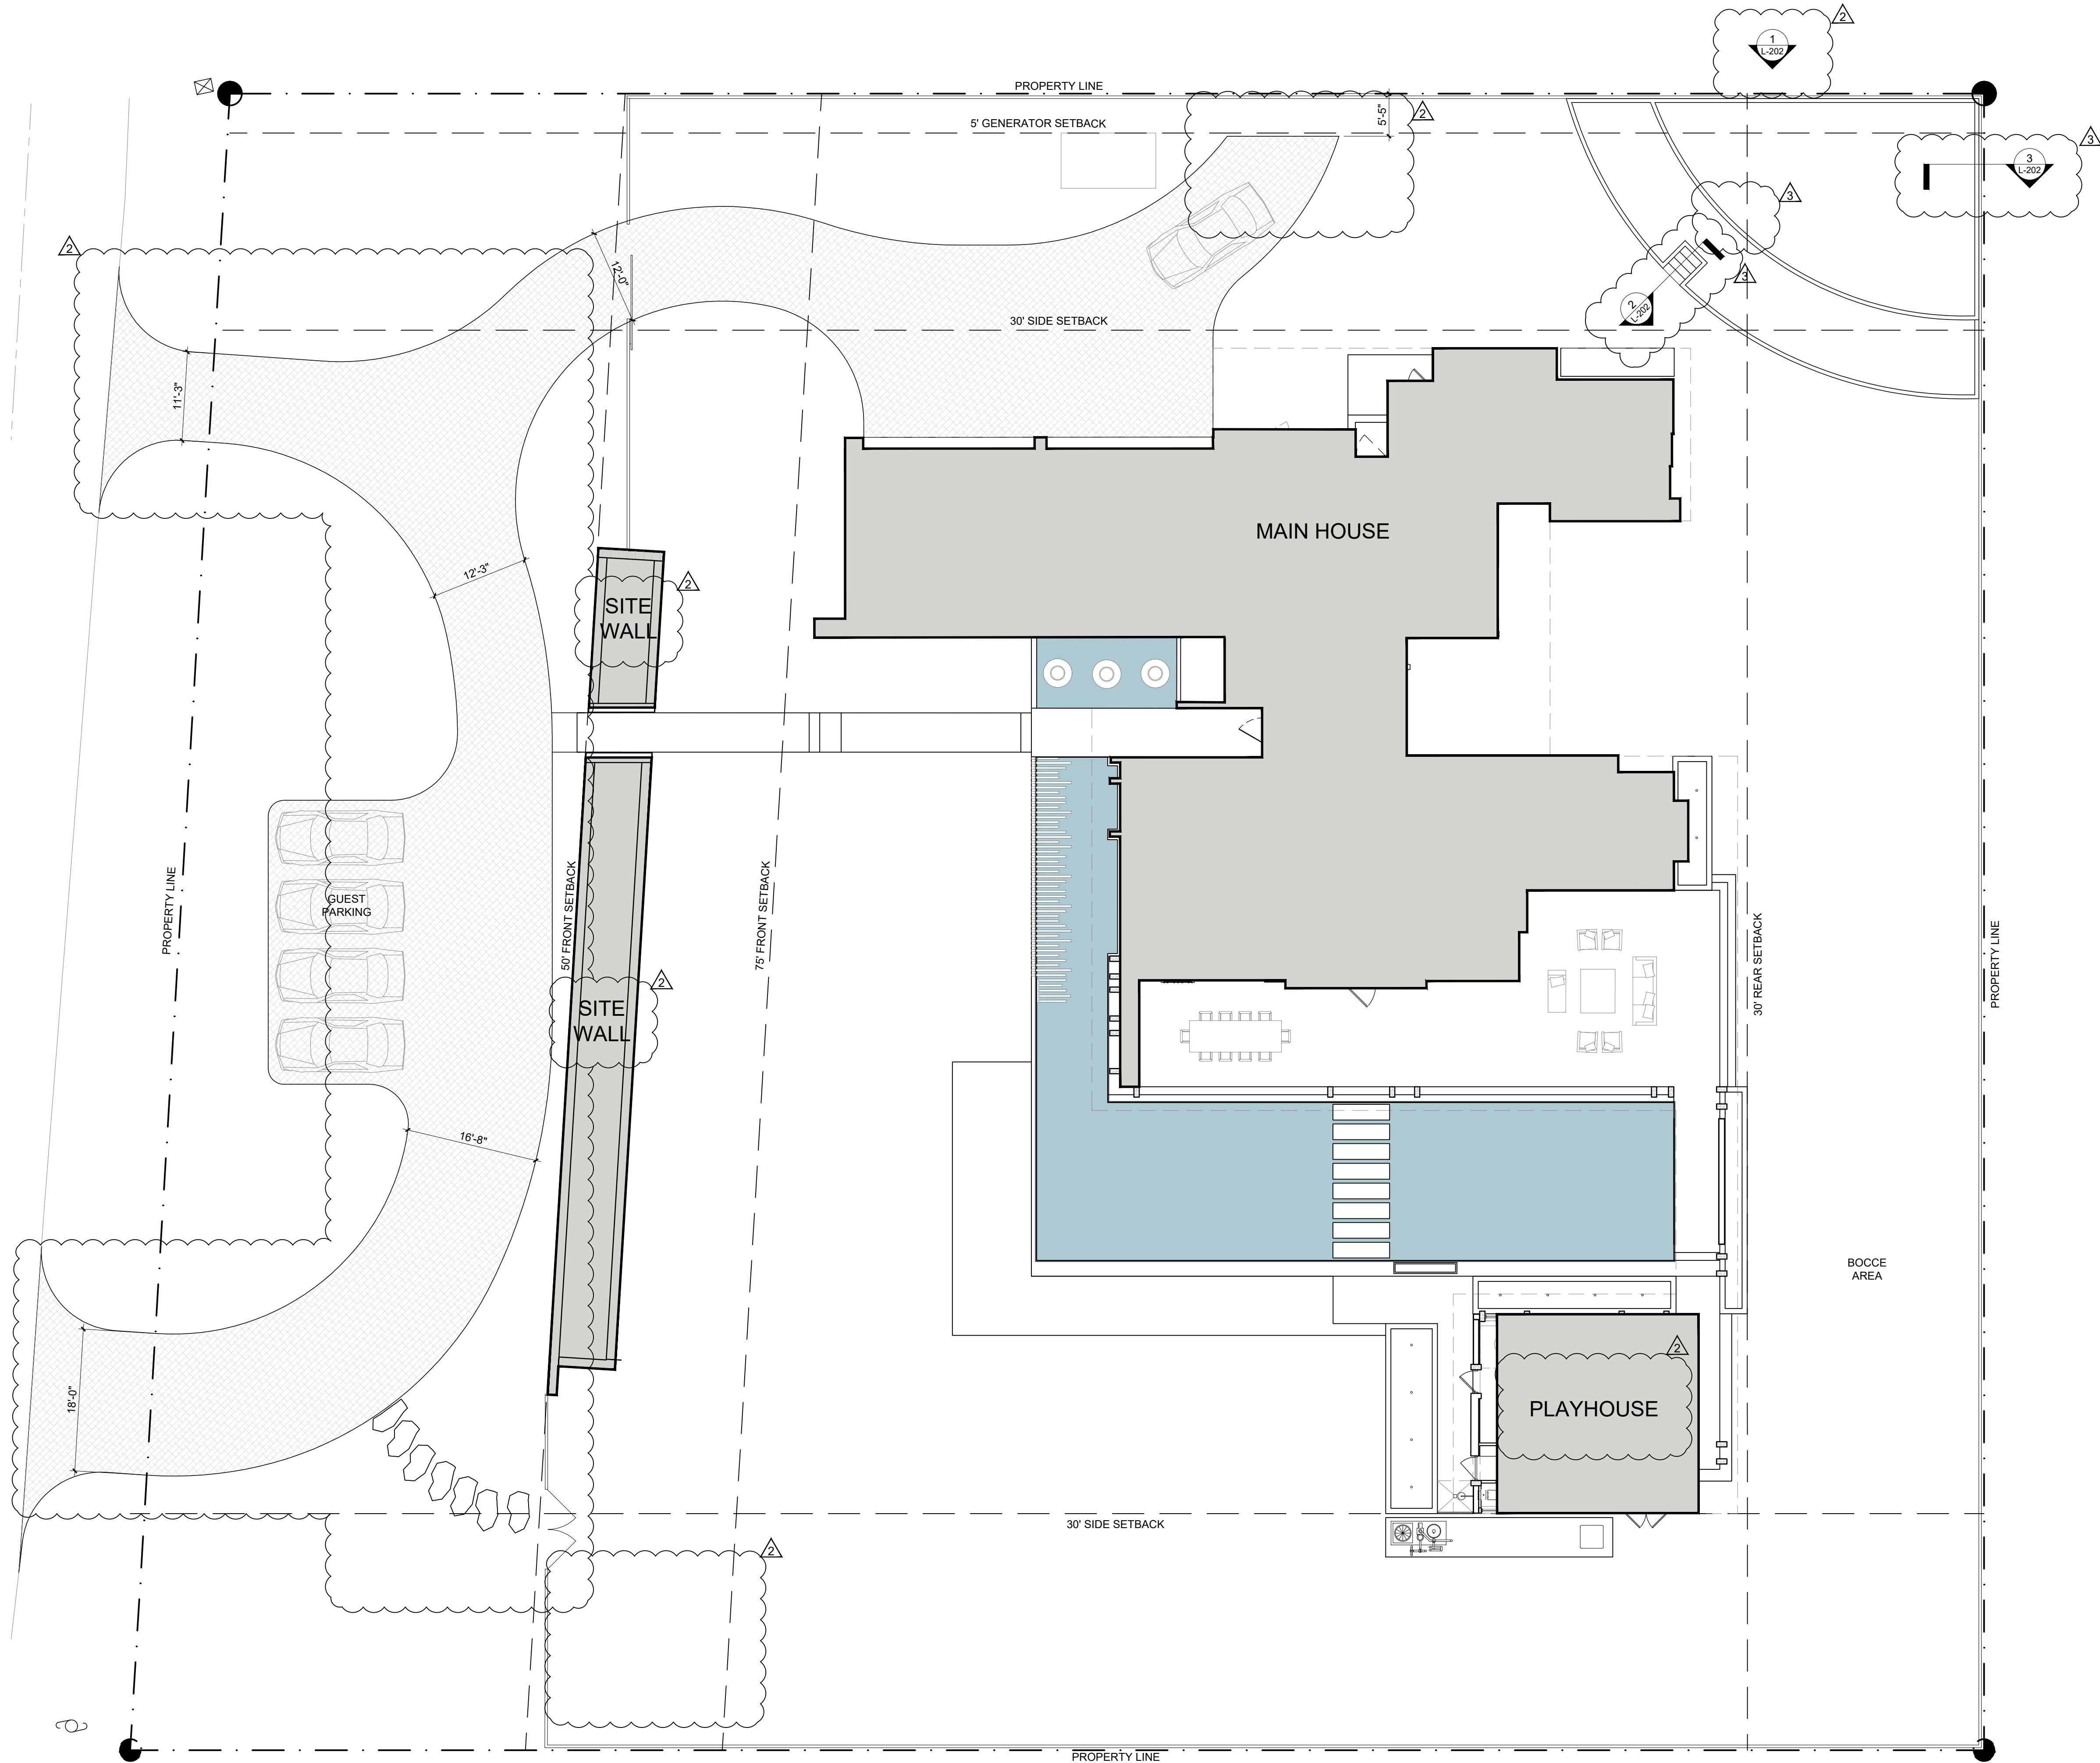 2
1
L-202
PROPERTY LINE
5'-5"
2
5' GENERATOR SETBACK
3
3
L-202
3
2
12'-0"
3
2
L-202
30' SIDE SETBACK
11'-3"
MAIN HOUSE
12'-3"
2
SITE
WALL
GUEST
PARKING
PROPERTY LINE
50' FRONT SETBACK
75' FRONT SETBACK
30' REAR SETBACK
PROPERTY LINE
2
SITE
WALL
16'-8"
BOCCE
AREA
2
18'-0"
PLAYHOUSE
30' SIDE SETBACK
2
PROPERTY LINE